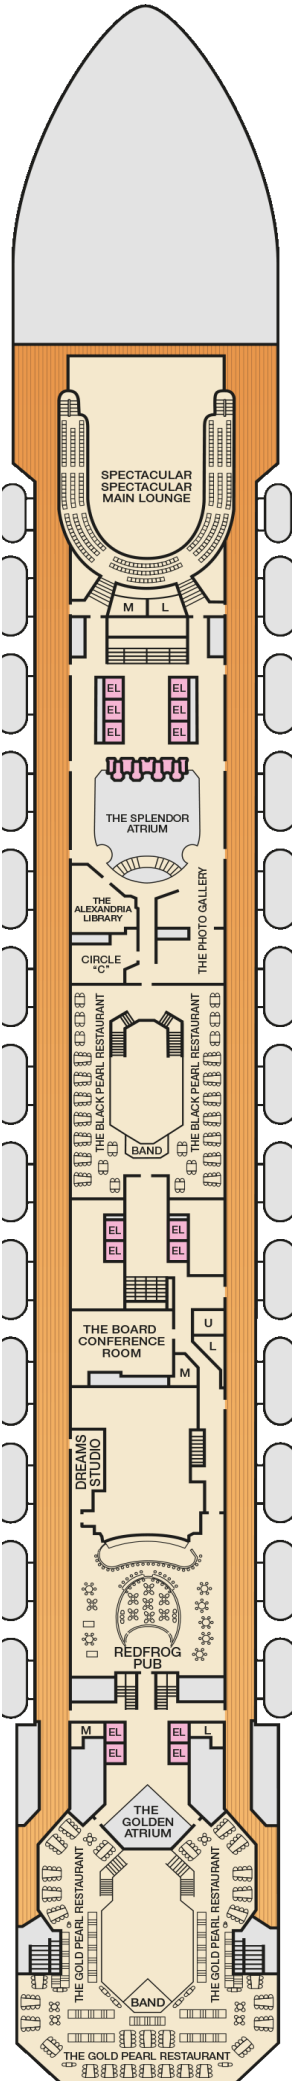 SPECTACULAR
SPECTACULAR
MAIN LOUNGE
M L
EL EL
EL EL
EL EL
THE SPLENDOR
ATRIUM
THE
ALEXANDRIA
LIBRARY
THE PHOTO GALLERY
CIRCLE
"C"
THE BLACK PEARL RESTAURANT
THE BLACK PEARL RESTAURANT
BAND
EL EL
EL EL
U
THE BOARD
CONFERENCE
ROOM
L
M
DREAMS
STUDIO
REDFROG
PUB
M EL EL L
EL EL
THE
GOLDEN
ATRIUM
THE GOLD PEARL RESTAURANT
THE GOLD PEARL RESTAURANT
BAND
THE GOLD PEARL RESTAURANT